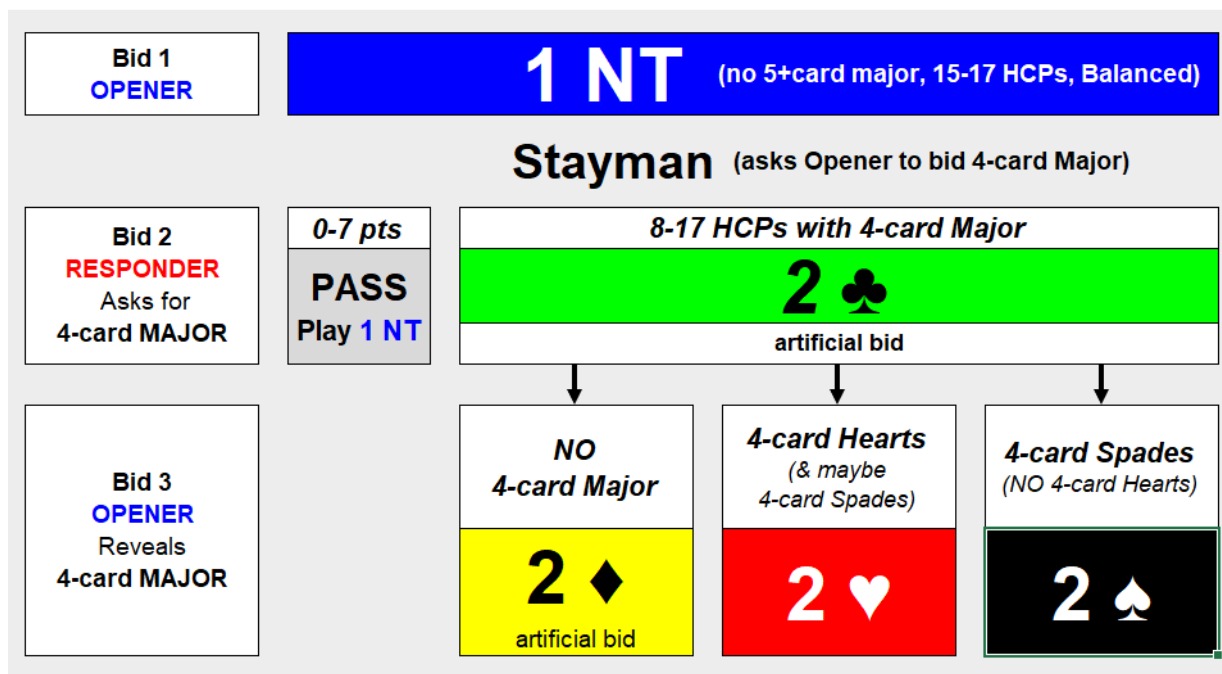 Bid 1
OPENER
1 NT (no 5+card major, 15-17 HCPs, Balanced)
Stayman (asks Opener to bid 4-card Major)
Bid 2
RESPONDER
Asks for
4-card MAJOR
0-7 pts
PASS
Play 1 NT
8-17 HCPs with 4-card Major
2 ♣
artificial bid
Bid 3
OPENER
Reveals
4-card MAJOR
NO
4-card Major
2 ♦
artificial bid
4-card Hearts
(& maybe
4-card Spades)
2 ♥
4-card Spades
(NO 4-card Hearts)
2 ♠